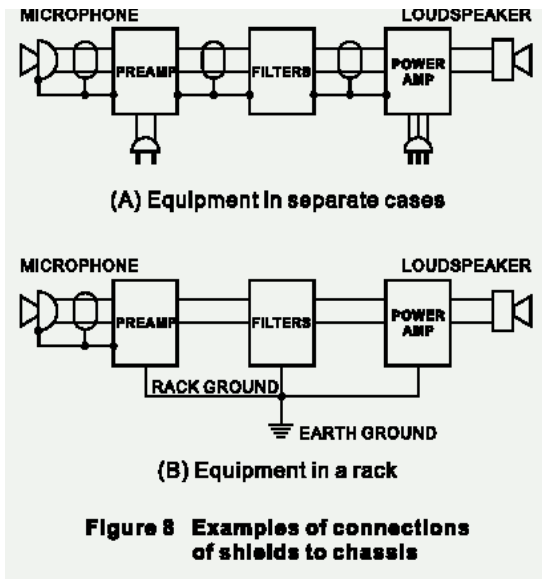 MICROPHONE LOUDSPEAKER
PREAMP FILTERS POWER AMP
(A) Equipment in separate cases
MICROPHONE LOUDSPEAKER
PREAMP FILTERS POWER AMP
RACK GROUND
EARTH GROUND
(B) Equipment in a rack
Figure 8 Examples of connections
of shields to chassis